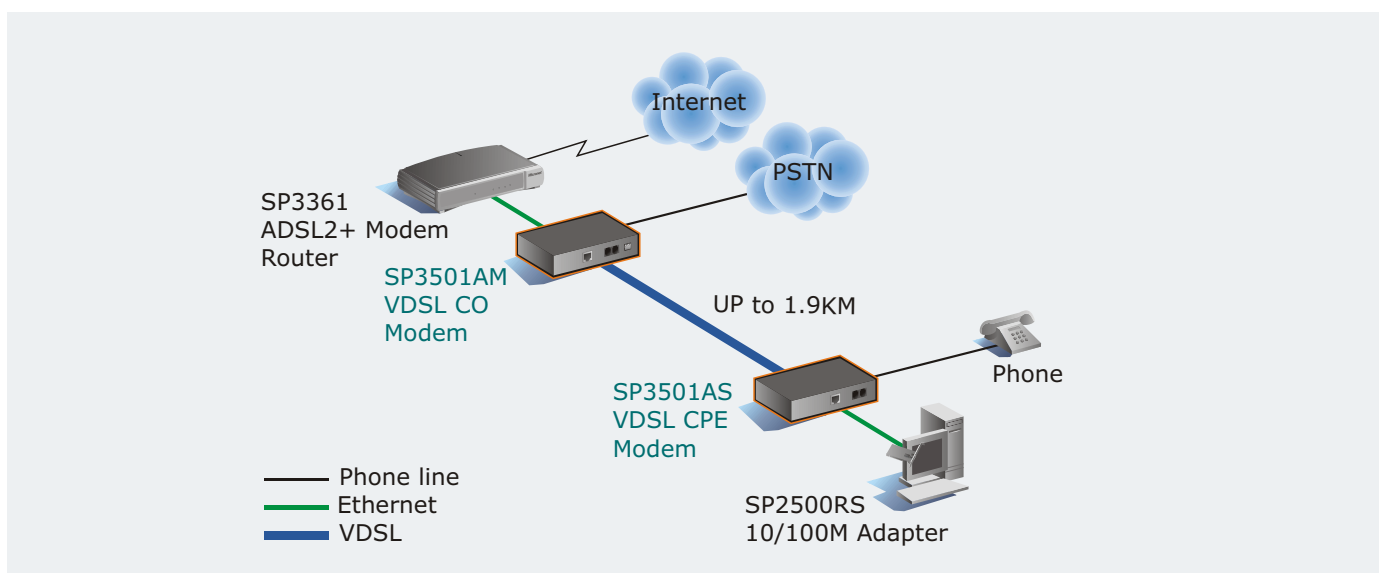 Internet
PSTN
SP3361
ADSL2+ Modem
Router
SP3501AM
VDSL CO
Modem
UP to 1.9KM
SP3501AS
VDSL CPE
Modem
Phone
SP2500RS
10/100M Adapter
Phone line
Ethernet
VDSL